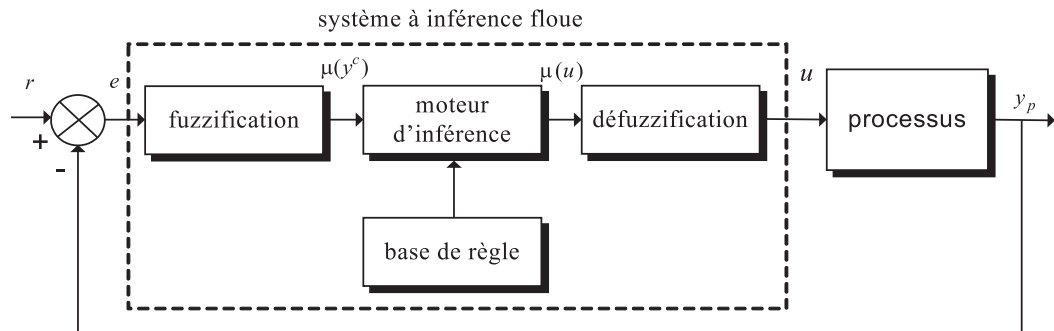 système à inférence floue
r
e
μ(y^c)
μ(u)
u
y_p
+
-
fuzzification
moteur
d’inférence
défuzzification
processus
base de règle